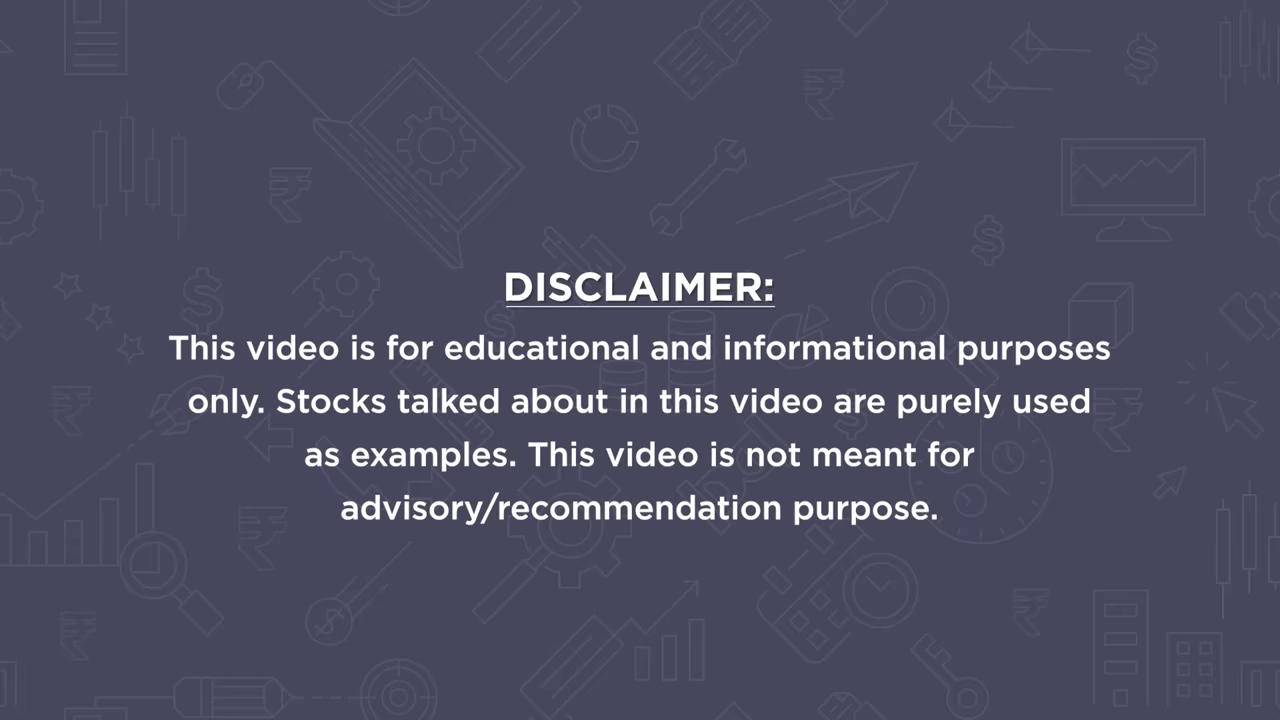 DISCLAIMER:
This video is for educational and informational purposes
only. Stocks talked about in this video are purely used
as examples. This video is not meant for
advisory/recommendation purpose.